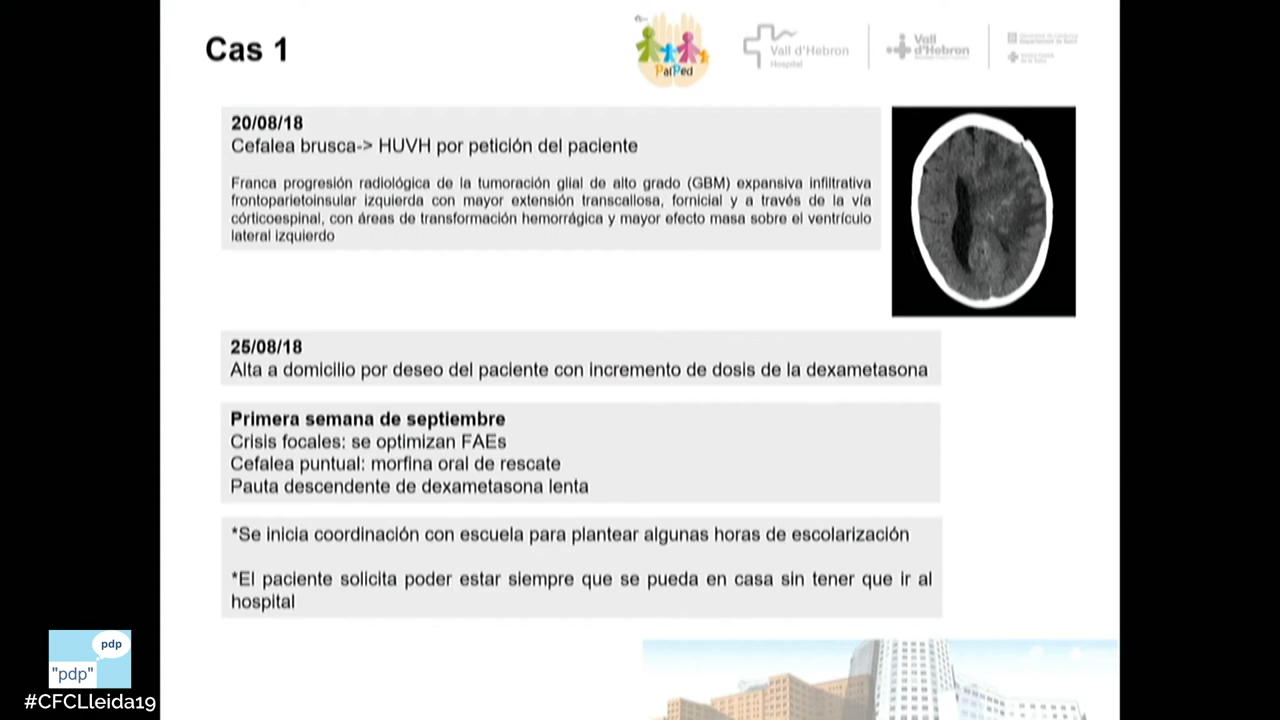 Cas 1
PalPed
Vall d'Hebron
Hospital
Vall
d'Hebron
20/08/18
Cefalea brusca-> HUVH por petición del paciente
Franca progresión radiológica de la tumoración glial de alto grado (GBM) expansiva infiltrativa
frontoparietoinsular izquierda con mayor extensión transcallosa, fornicial y a través de la vía
córticoespinal, con áreas de transformación hemorrágica y mayor efecto masa sobre el ventrículo
lateral izquierdo
25/08/18
Alta a domicilio por deseo del paciente con incremento de dosis de la dexametasona
Primera semana de septiembre
Crisis focales: se optimizan FAEs
Cefalea puntual: morfina oral de rescate
Pauta descendente de dexametasona lenta
*Se inicia coordinación con escuela para plantear algunas horas de escolarización
*El paciente solicita poder estar siempre que se pueda en casa sin tener que ir al
hospital
pdp
"pdp"
#CFCLleida19